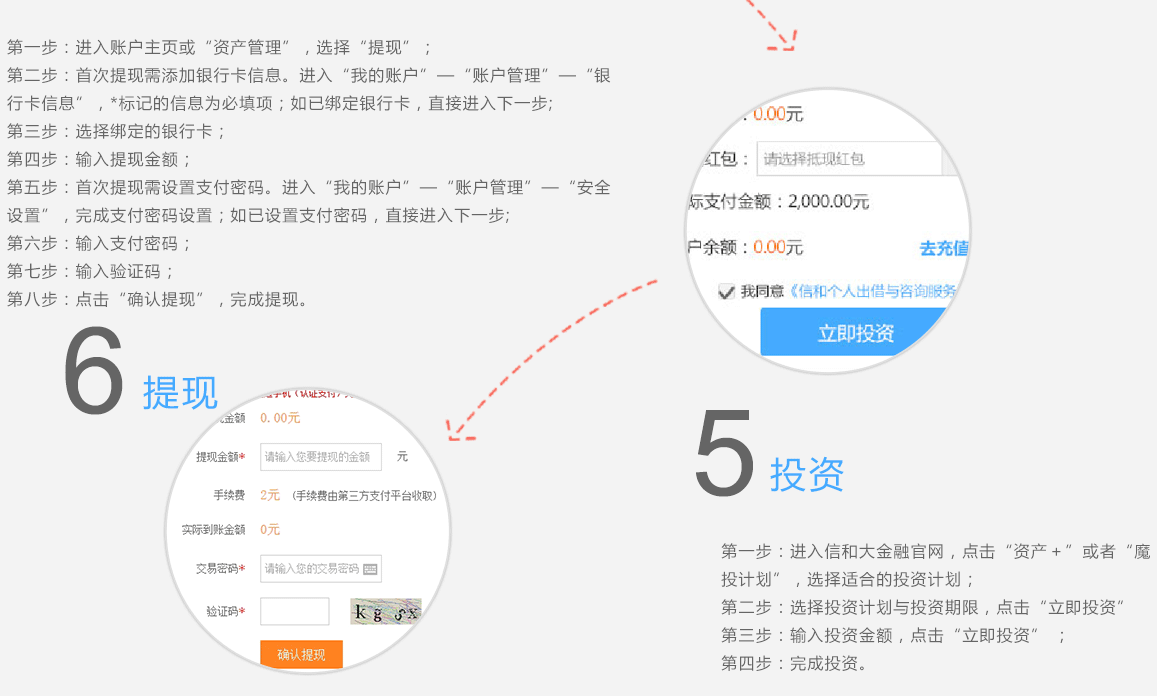 第一步：进入账户主页或“资产管理”，选择“提现”；
第二步：首次提现需添加银行卡信息。进入“我的账户”—“账户管理”—“银
行卡信息”，*标记的信息为必填项；如已绑定银行卡，直接进入下一步;
第三步：选择绑定的银行卡；
第四步：输入提现金额；
第五步：首次提现需设置支付密码。进入“我的账户”—“账户管理”—“安全
设置”，完成支付密码设置；如已设置支付密码，直接进入下一步;
第六步：输入支付密码；
第七步：输入验证码；
第八步：点击“确认提现”，完成提现。
6 提现
手机（认证支付）
金额 0.00元
提现金额* 请输入您要提现的金额 元
手续费 2元 （手续费由第三方支付平台收取）
实际到账金额 0元
交易密码* 请输入您的交易密码
验证码* kg3x
确认提现
：0.00元
红包： 请选择抵现红包
际支付金额：2,000.00元
户余额：0.00元 去充值
我同意《信和个人出借与咨询服务
立即投资
5 投资
第一步：进入信和大金融官网，点击“资产＋”或者“魔
投计划”，选择适合的投资计划；
第二步：选择投资计划与投资期限，点击“立即投资”
第三步：输入投资金额，点击“立即投资” ；
第四步：完成投资。